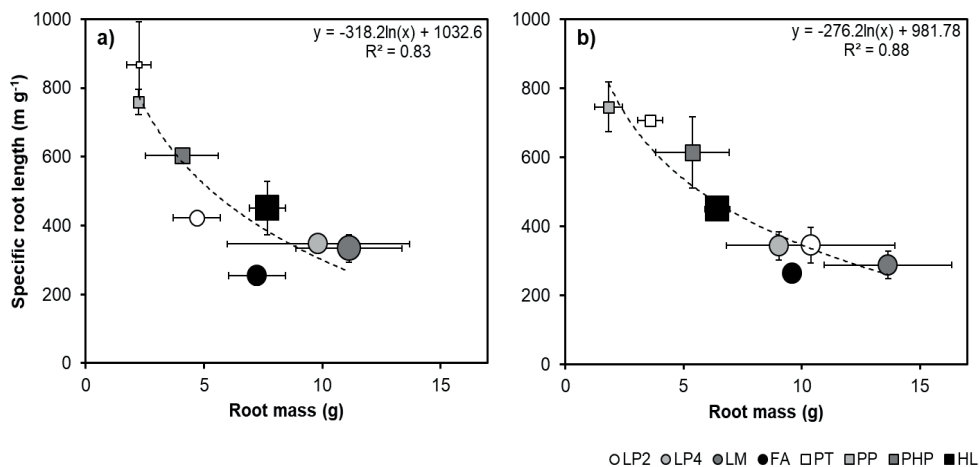 a)
y = -318.2ln(x) + 1032.6
R² = 0.83
Specific root length (m g⁻¹)
1000
800
600
400
200
0
0 5 10 15
Root mass (g)
b)
y = -276.2ln(x) + 981.78
R² = 0.88
1000
800
600
400
200
0
0 5 10 15
Root mass (g)
LP2 LP4 LM FA PT PP PHP HL